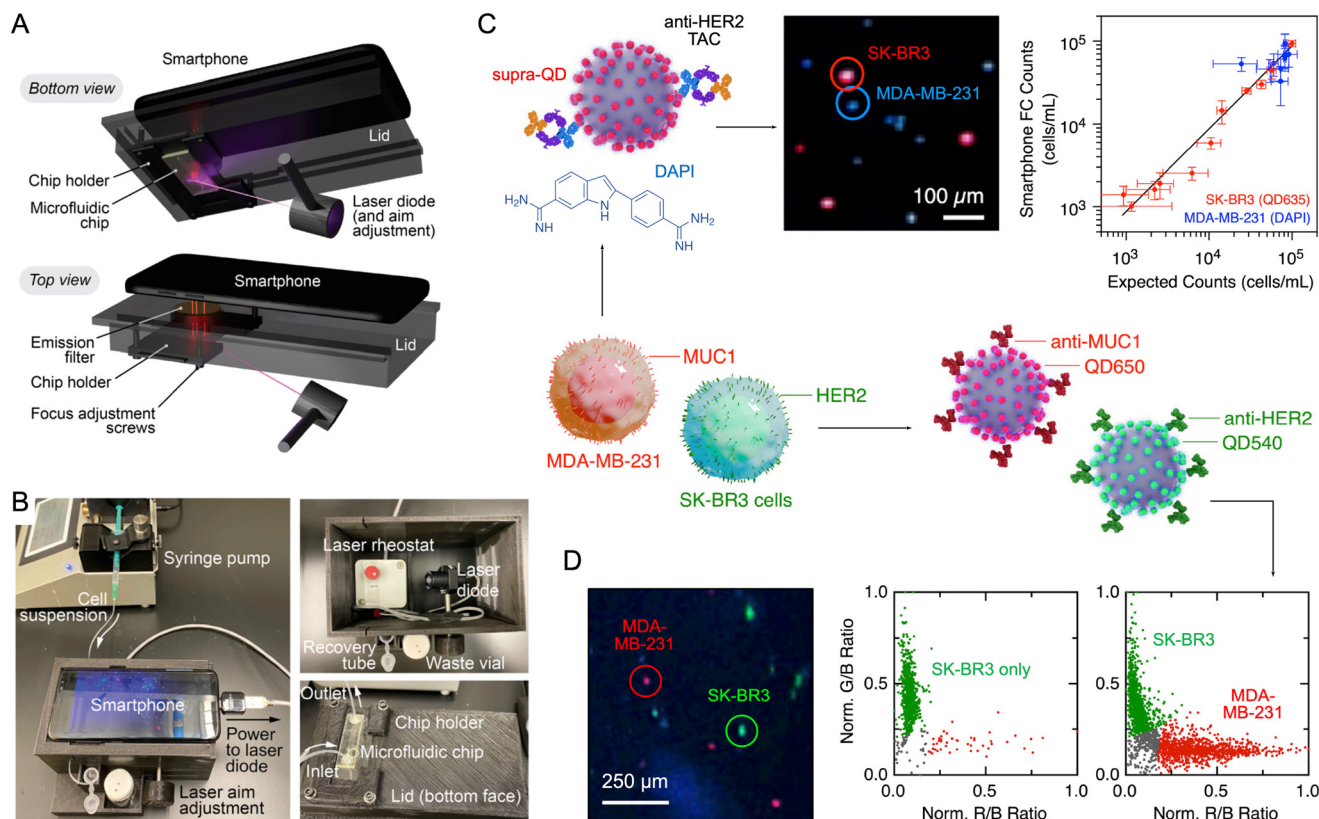 A
Smartphone
Bottom view
Lid
Chip holder
Microfluidic chip
Laser diode
(and aim
adjustment)
Top view
Smartphone
Emission
filter
Lid
Chip holder
Focus adjustment
screws
B
Syringe pump
Cell
suspension
Smartphone
Power
to laser
diode
Laser aim
adjustment
Laser rheostat
Laser
diode
Recovery
tube
Waste vial
Outlet
Chip holder
Microfluidic chip
Inlet
Lid (bottom face)
C
anti-HER2
TAC
supra-QD
DAPI
H2N
NH
N
H
NH2
NH
SK-BR3
MDA-MB-231
100 µm
Smartphone FC Counts
(cells/mL)
10^5
10^4
10^3
SK-BR3 (QD635)
MDA-MB-231 (DAPI)
10^3
10^4
10^5
Expected Counts (cells/mL)
MUC1
HER2
MDA-MB-231
SK-BR3 cells
anti-MUC1
QD650
anti-HER2
QD540
D
MDA-
MB-231
SK-BR3
250 µm
Norm. G/B Ratio
1.0
0.5
0.0
SK-BR3 only
0.0
0.5
1.0
Norm. R/B Ratio
1.0
0.5
0.0
SK-BR3
MDA-
MB-231
0.0
0.25
0.5
0.75
1.0
Norm. R/B Ratio